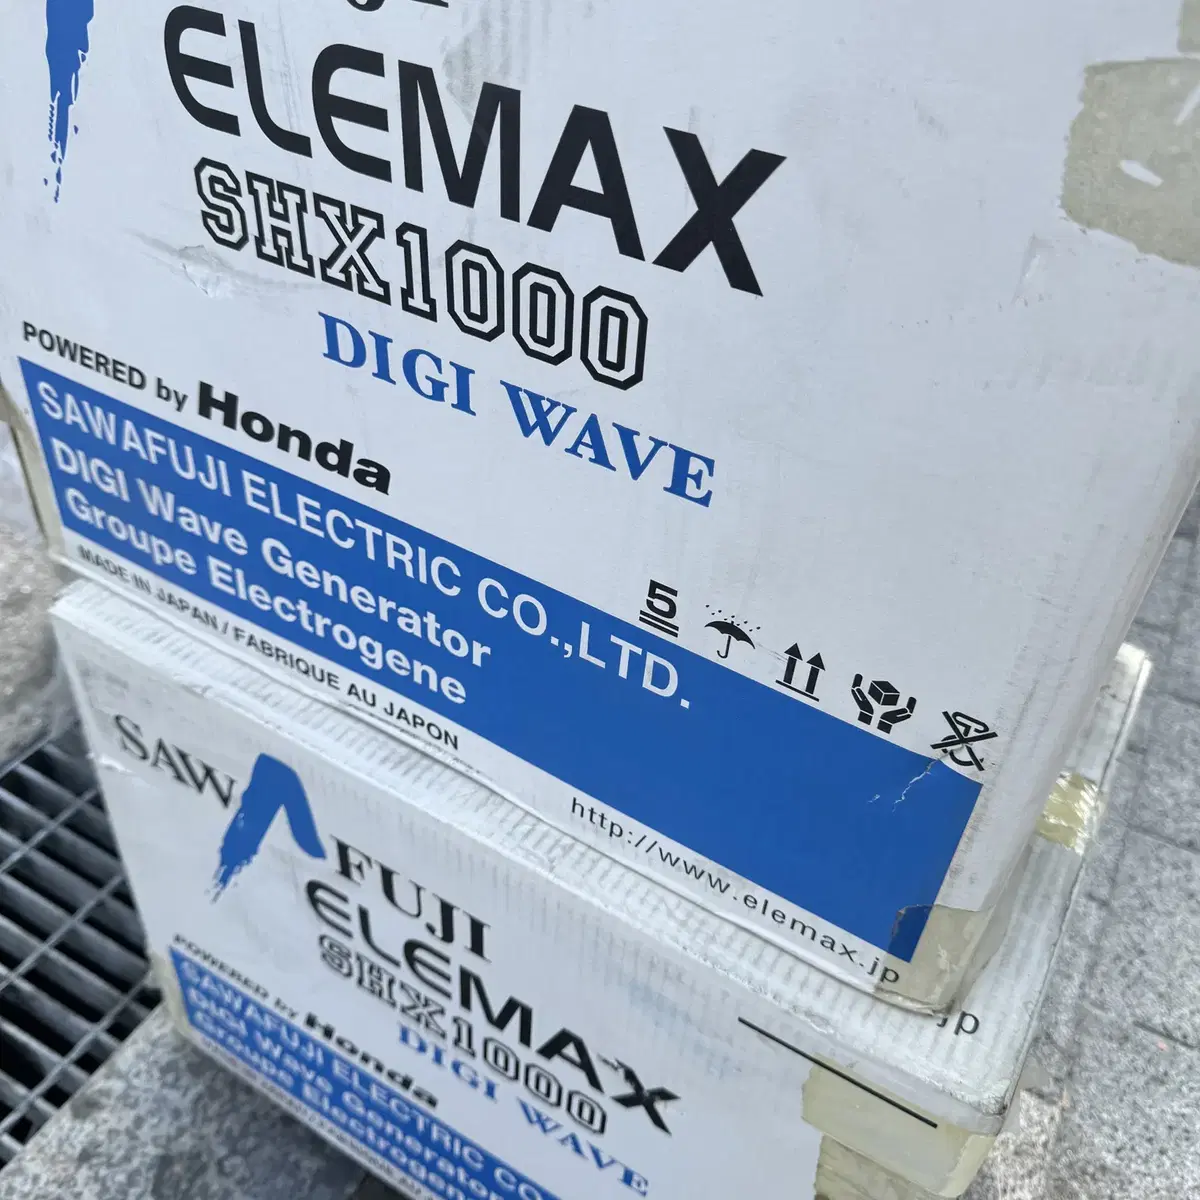 ELEMAX
SHX1000
DIGI WAVE
POWERED by Honda
SAWAFUJI ELECTRIC CO.,LTD.
DIGI Wave Generator
Groupe Electrogene
MADE IN JAPAN / FABRIQUE AU JAPON
5
http://www.elemax.jp
SAWAFUJI
ELEMAX
SHX1000
DIGI WAVE
POWERED by Honda
SAWAFUJI ELECTRIC CO
DIGI Wave Generator
Groupe Electrogen
jp